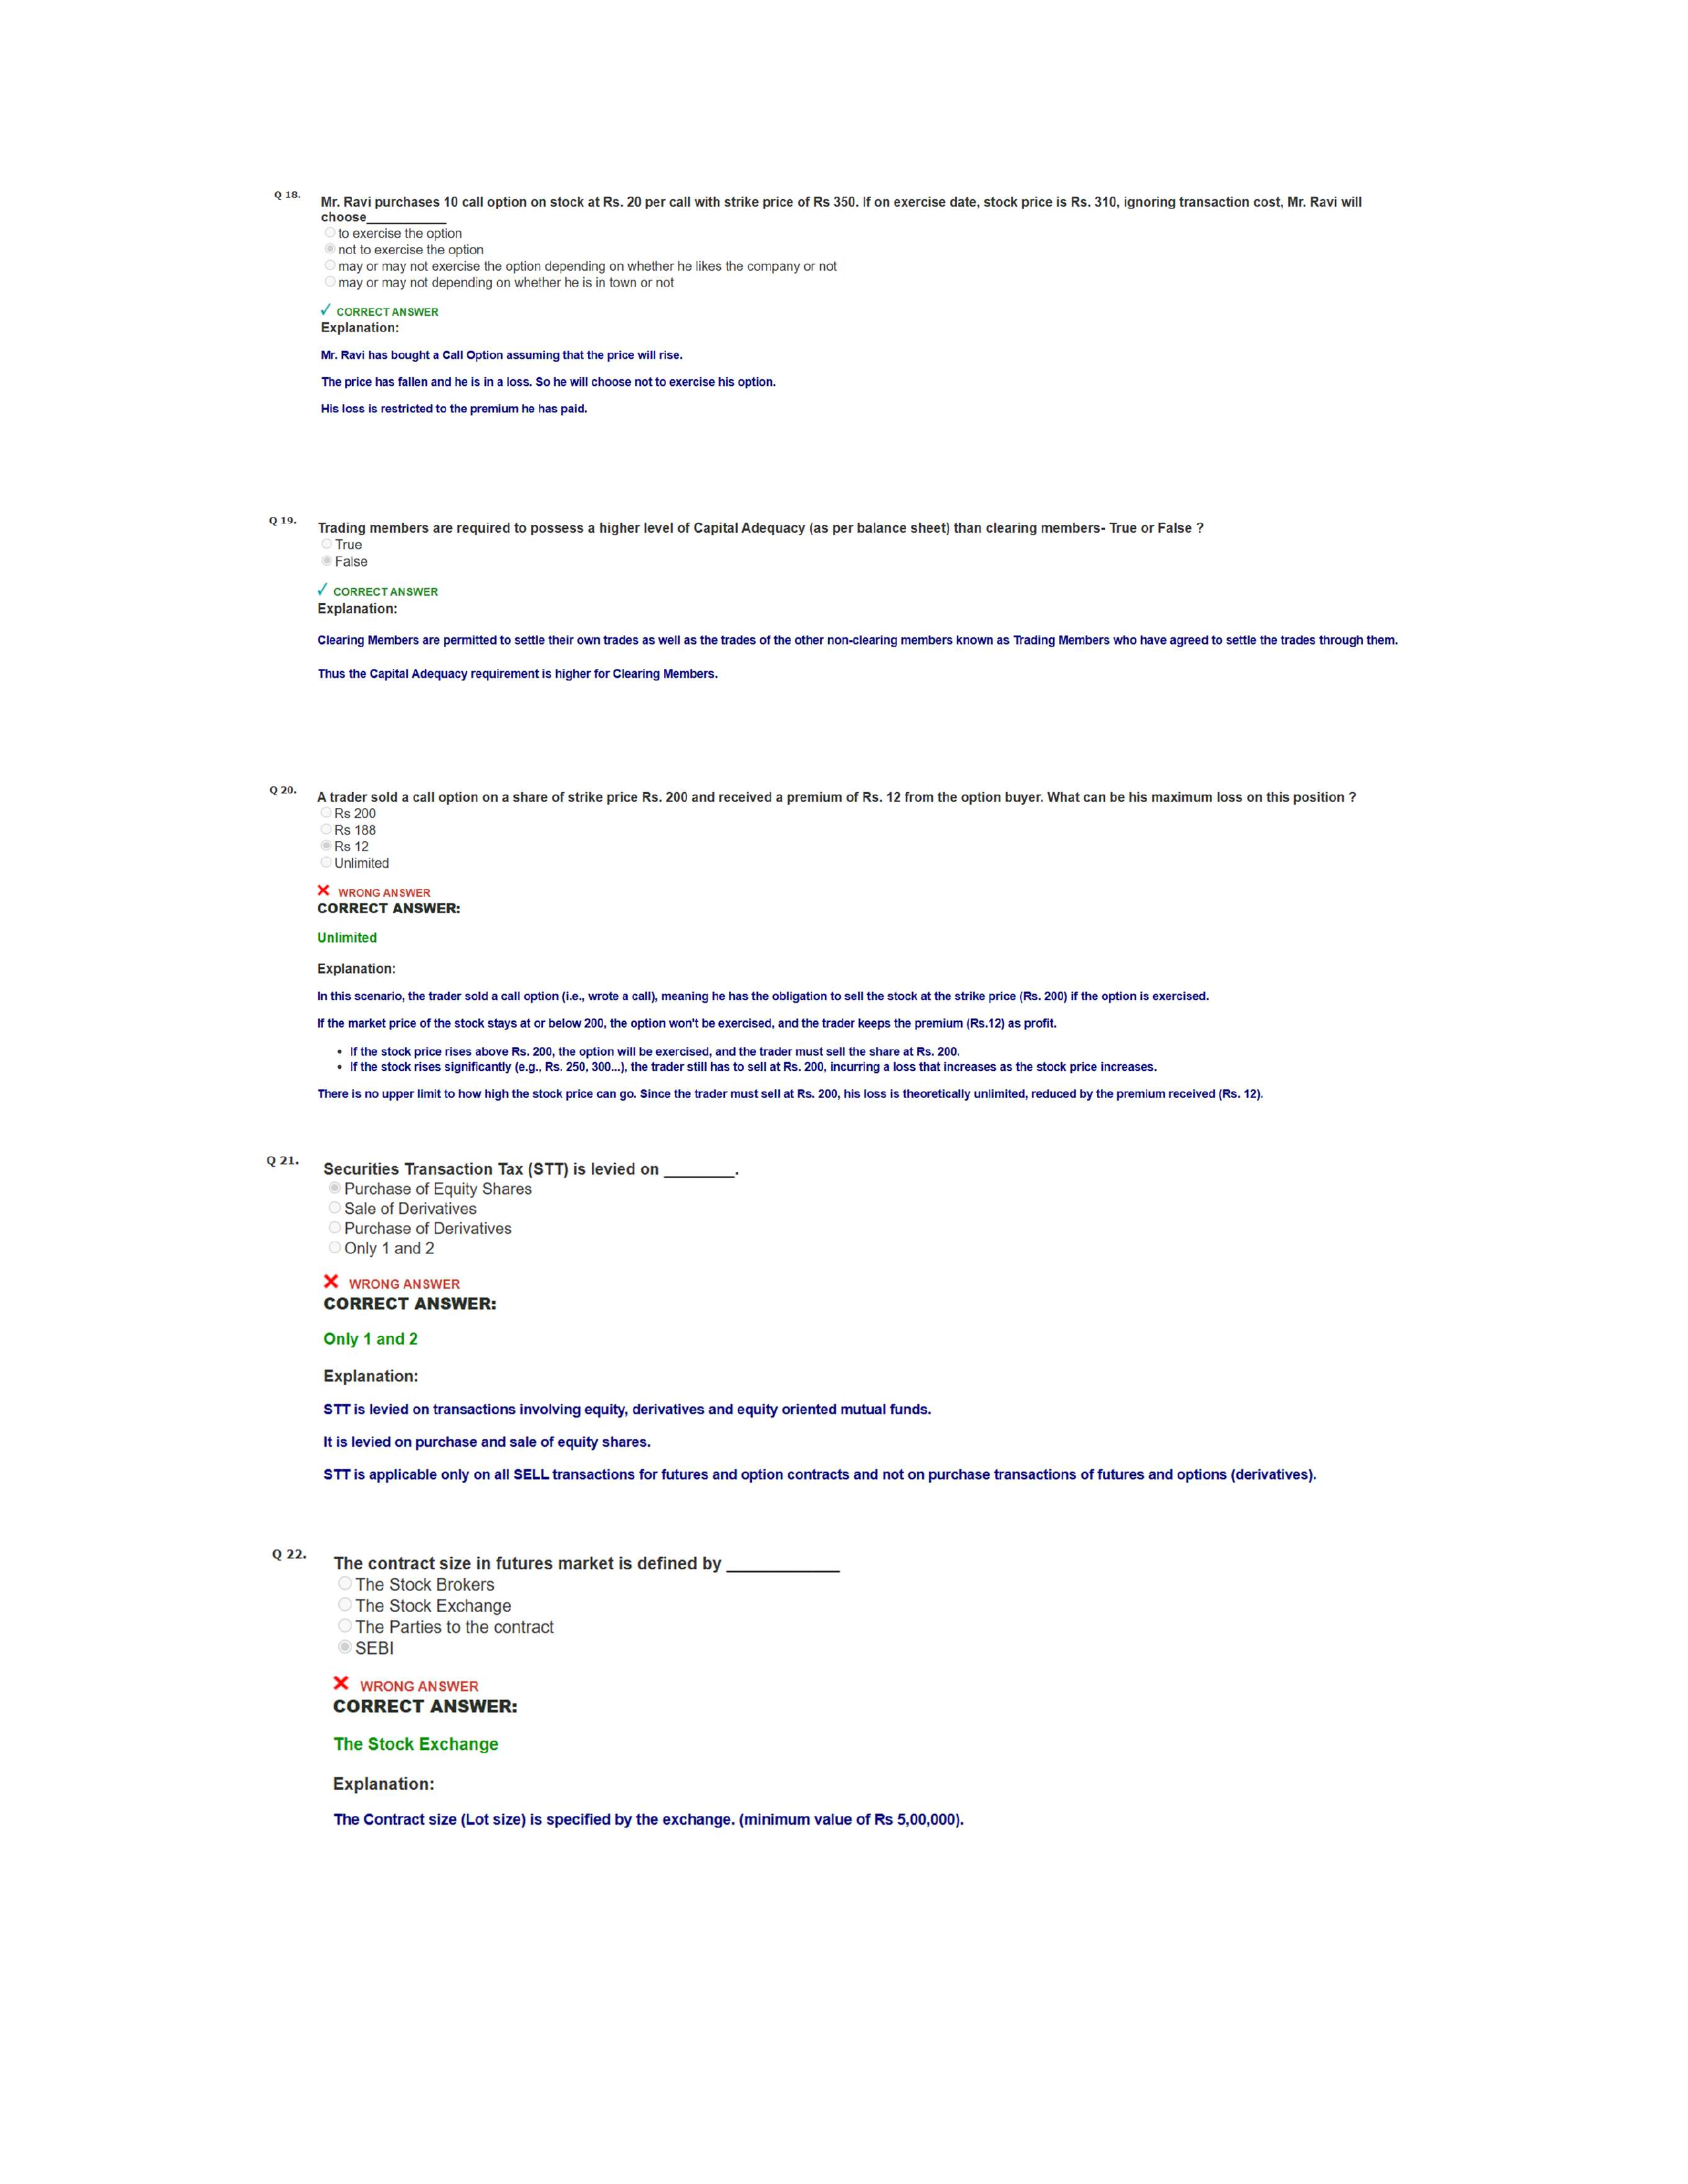 Q 18.
Mr. Ravi purchases 10 call option on stock at Rs. 20 per call with strike price of Rs 350. If on exercise date, stock price is Rs. 310, ignoring transaction cost, Mr. Ravi will
choose___________
to exercise the option
not to exercise the option
may or may not exercise the option depending on whether he likes the company or not
may or may not depending on whether he is in town or not
✓ CORRECT ANSWER
Explanation:
Mr. Ravi has bought a Call Option assuming that the price will rise.
The price has fallen and he is in a loss. So he will choose not to exercise his option.
His loss is restricted to the premium he has paid.
Q 19.
Trading members are required to possess a higher level of Capital Adequacy (as per balance sheet) than clearing members- True or False ?
True
False
✓ CORRECT ANSWER
Explanation:
Clearing Members are permitted to settle their own trades as well as the trades of the other non-clearing members known as Trading Members who have agreed to settle the trades through them.
Thus the Capital Adequacy requirement is higher for Clearing Members.
Q 20.
A trader sold a call option on a share of strike price Rs. 200 and received a premium of Rs. 12 from the option buyer. What can be his maximum loss on this position ?
Rs 200
Rs 188
Rs 12
Unlimited
✕ WRONG ANSWER
CORRECT ANSWER:
Unlimited
Explanation:
In this scenario, the trader sold a call option (i.e., wrote a call), meaning he has the obligation to sell the stock at the strike price (Rs. 200) if the option is exercised.
If the market price of the stock stays at or below 200, the option won't be exercised, and the trader keeps the premium (Rs.12) as profit.
• If the stock price rises above Rs. 200, the option will be exercised, and the trader must sell the share at Rs. 200.
• If the stock rises significantly (e.g., Rs. 250, 300...), the trader still has to sell at Rs. 200, incurring a loss that increases as the stock price increases.
There is no upper limit to how high the stock price can go. Since the trader must sell at Rs. 200, his loss is theoretically unlimited, reduced by the premium received (Rs. 12).
Q 21.
Securities Transaction Tax (STT) is levied on ________.
Purchase of Equity Shares
Sale of Derivatives
Purchase of Derivatives
Only 1 and 2
✕ WRONG ANSWER
CORRECT ANSWER:
Only 1 and 2
Explanation:
STT is levied on transactions involving equity, derivatives and equity oriented mutual funds.
It is levied on purchase and sale of equity shares.
STT is applicable only on all SELL transactions for futures and option contracts and not on purchase transactions of futures and options (derivatives).
Q 22.
The contract size in futures market is defined by ____________
The Stock Brokers
The Stock Exchange
The Parties to the contract
SEBI
✕ WRONG ANSWER
CORRECT ANSWER:
The Stock Exchange
Explanation:
The Contract size (Lot size) is specified by the exchange. (minimum value of Rs 5,00,000).